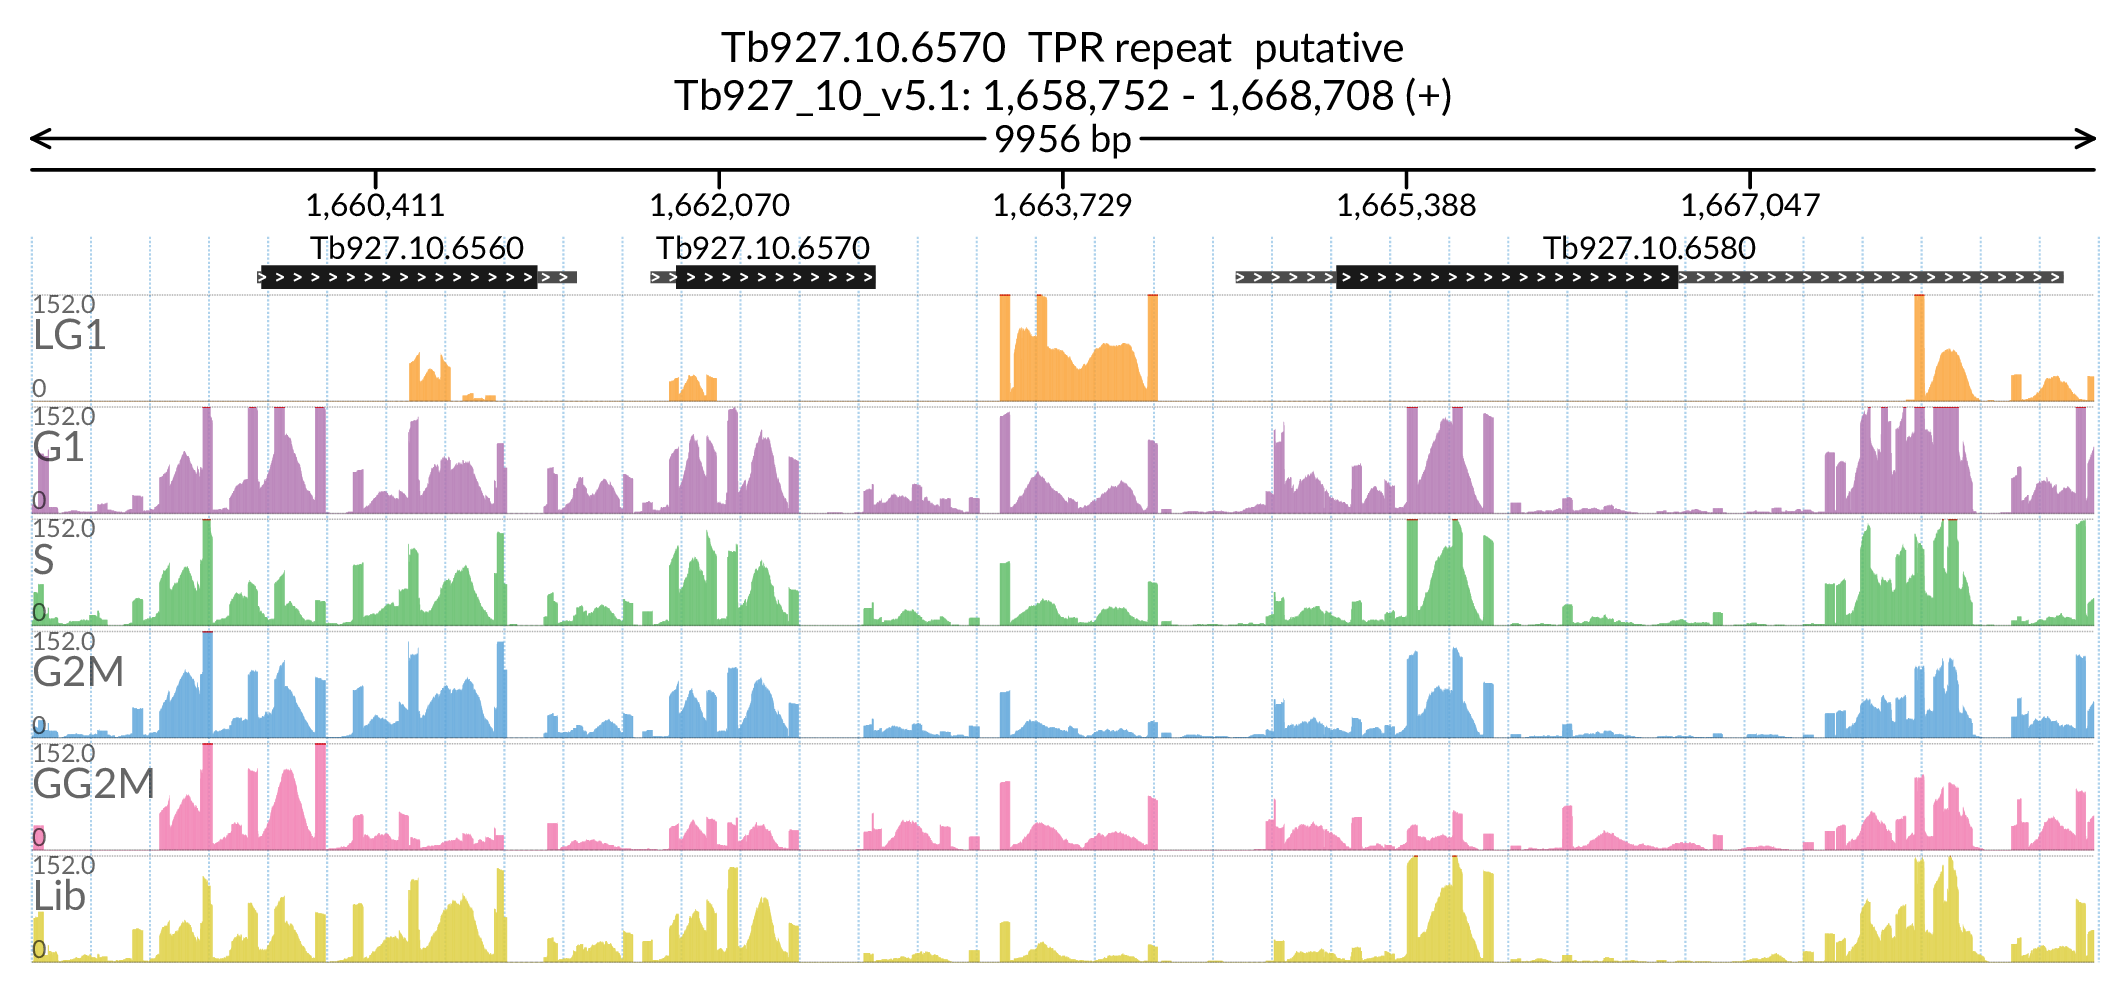 Tb927.10.6570 TPR repeat putative
Tb927_10_v5.1: 1,658,752 - 1,668,708 (+)
9956 bp
1,660,411 1,662,070 1,663,729 1,665,388 1,667,047
Tb927.10.6560 Tb927.10.6570 Tb927.10.6580
152.0
LG1
0
152.0
G1
0
152.0
S
0
152.0
G2M
0
152.0
GG2M
0
152.0
Lib
0